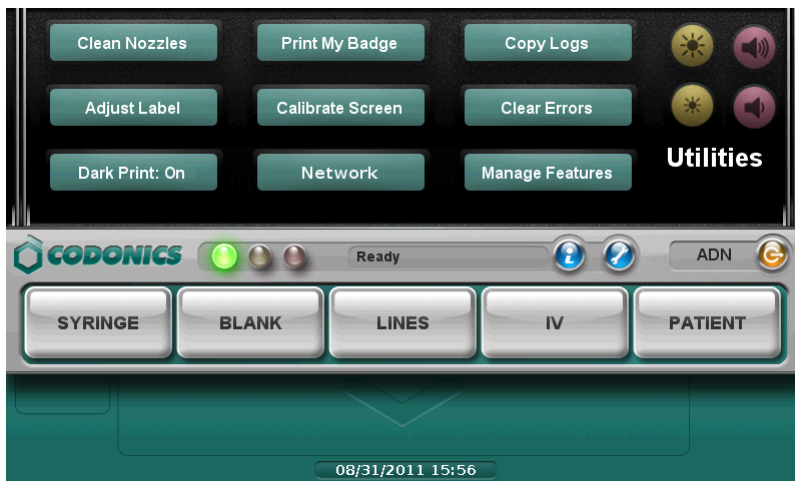 Clean Nozzles
Print My Badge
Copy Logs
Adjust Label
Calibrate Screen
Clear Errors
Dark Print: On
Network
Manage Features
Utilities
CODONICS
Ready
i
ADN
SYRINGE
BLANK
LINES
IV
PATIENT
08/31/2011 15:56